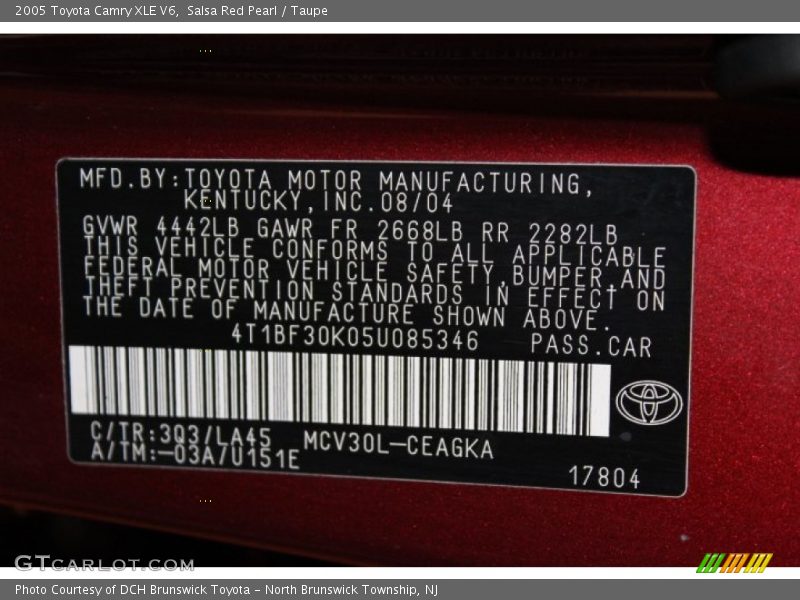 2005 Toyota Camry XLE V6, Salsa Red Pearl / Taupe
MFD.BY:TOYOTA MOTOR MANUFACTURING,
KENTUCKY,INC.08/04
GVWR 4442LB GAWR FR 2668LB RR 2282LB
THIS VEHICLE CONFORMS TO ALL APPLICABLE
FEDERAL MOTOR VEHICLE SAFETY,BUMPER,AND
THEFT PREVENTION STANDARDS IN EFFECT ON
THE DATE OF MANUFACTURE SHOWN ABOVE.
4T1BF30K05U085346 PASS.CAR
C/TR:3Q3/LA45 MCV30L-CEAGKA
A/TM:-03A/U151E
17804
GTCARLOT.COM
Photo Courtesy of DCH Brunswick Toyota - North Brunswick Township, NJ